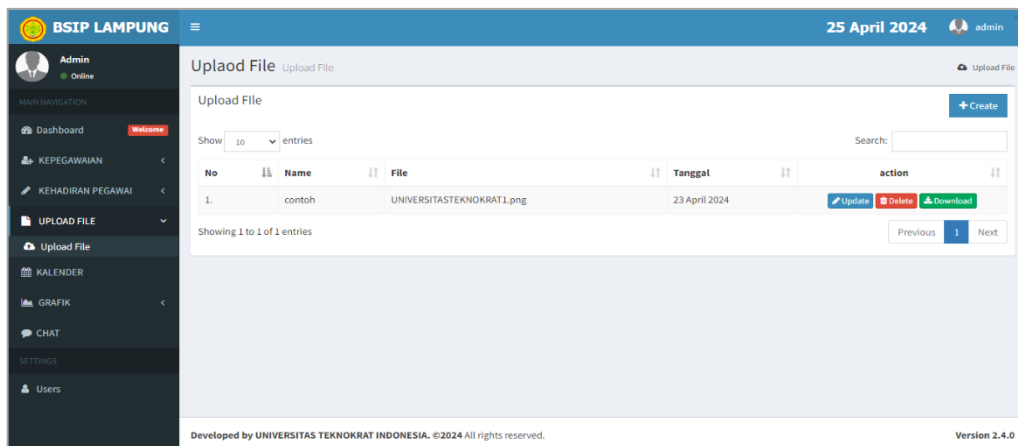 BSIP LAMPUNG
25 April 2024 admin
Admin
Online
MAIN NAVIGATION
Dashboard Welcome
KEPEGAWAIAN
KEHADIRAN PEGAWAI
UPLOAD FILE
Upload File
KALENDER
GRAFIK
CHAT
SETTINGS
Users
Uplaod File Upload File
Upload File
Upload FIle
+ Create
Show 10 entries
Search:
No Name File Tanggal action
1. contoh UNIVERSITASTEKNOKRAT1.png 23 April 2024 Update Delete Download
Showing 1 to 1 of 1 entries
Previous 1 Next
Developed by UNIVERSITAS TEKNOKRAT INDONESIA. ©2024 All rights reserved.
Version 2.4.0